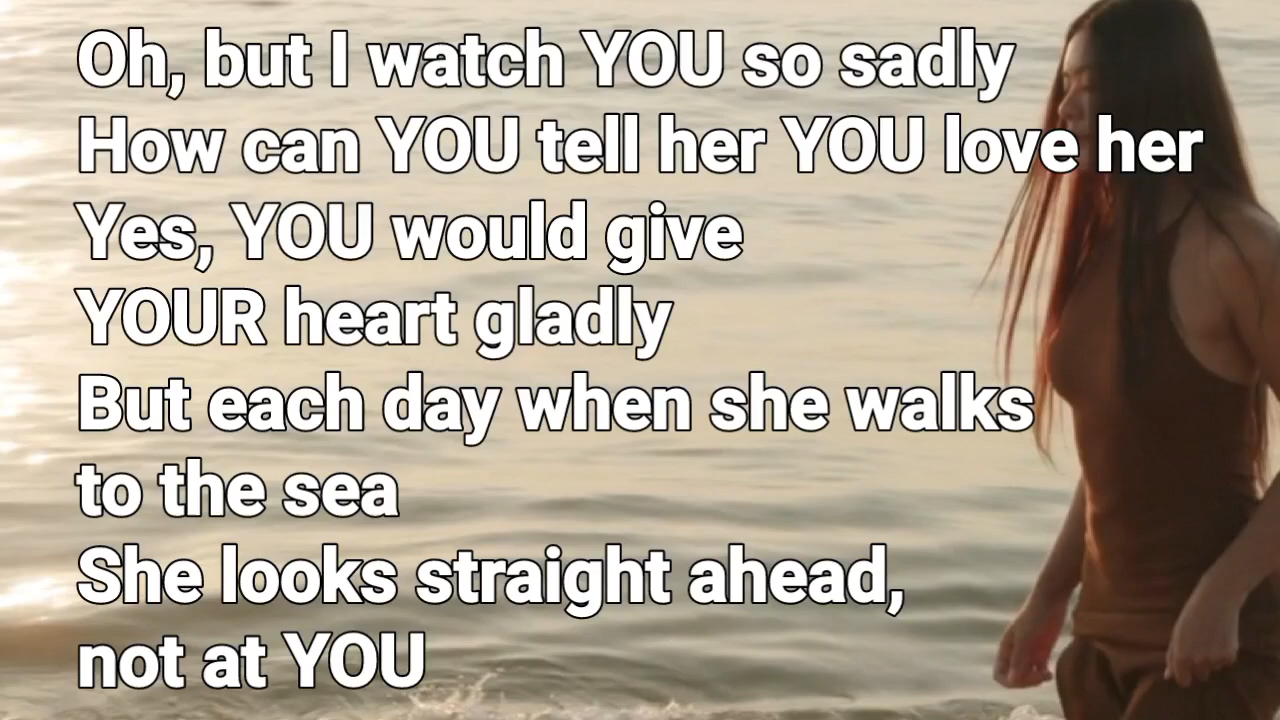 Oh, but I watch YOU so sadly
How can YOU tell her YOU love her
Yes, YOU would give
YOUR heart gladly
But each day when she walks
to the sea
She looks straight ahead,
not at YOU